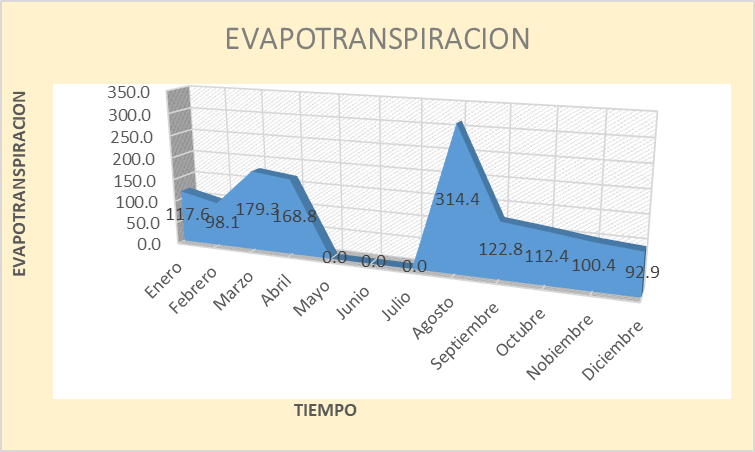 EVAPOTRANSPIRACION
EVAPOTRANSPIRACION
350.0
300.0
250.0
200.0
150.0
100.0
50.0
0.0
117.6
98.1
179.3
168.8
0.0
0.0
0.0
314.4
122.8
112.4
100.4
92.9
Enero
Febrero
Marzo
Abril
Mayo
Junio
Julio
Agosto
Septiembre
Octubre
Nobiembre
Diciembre
TIEMPO